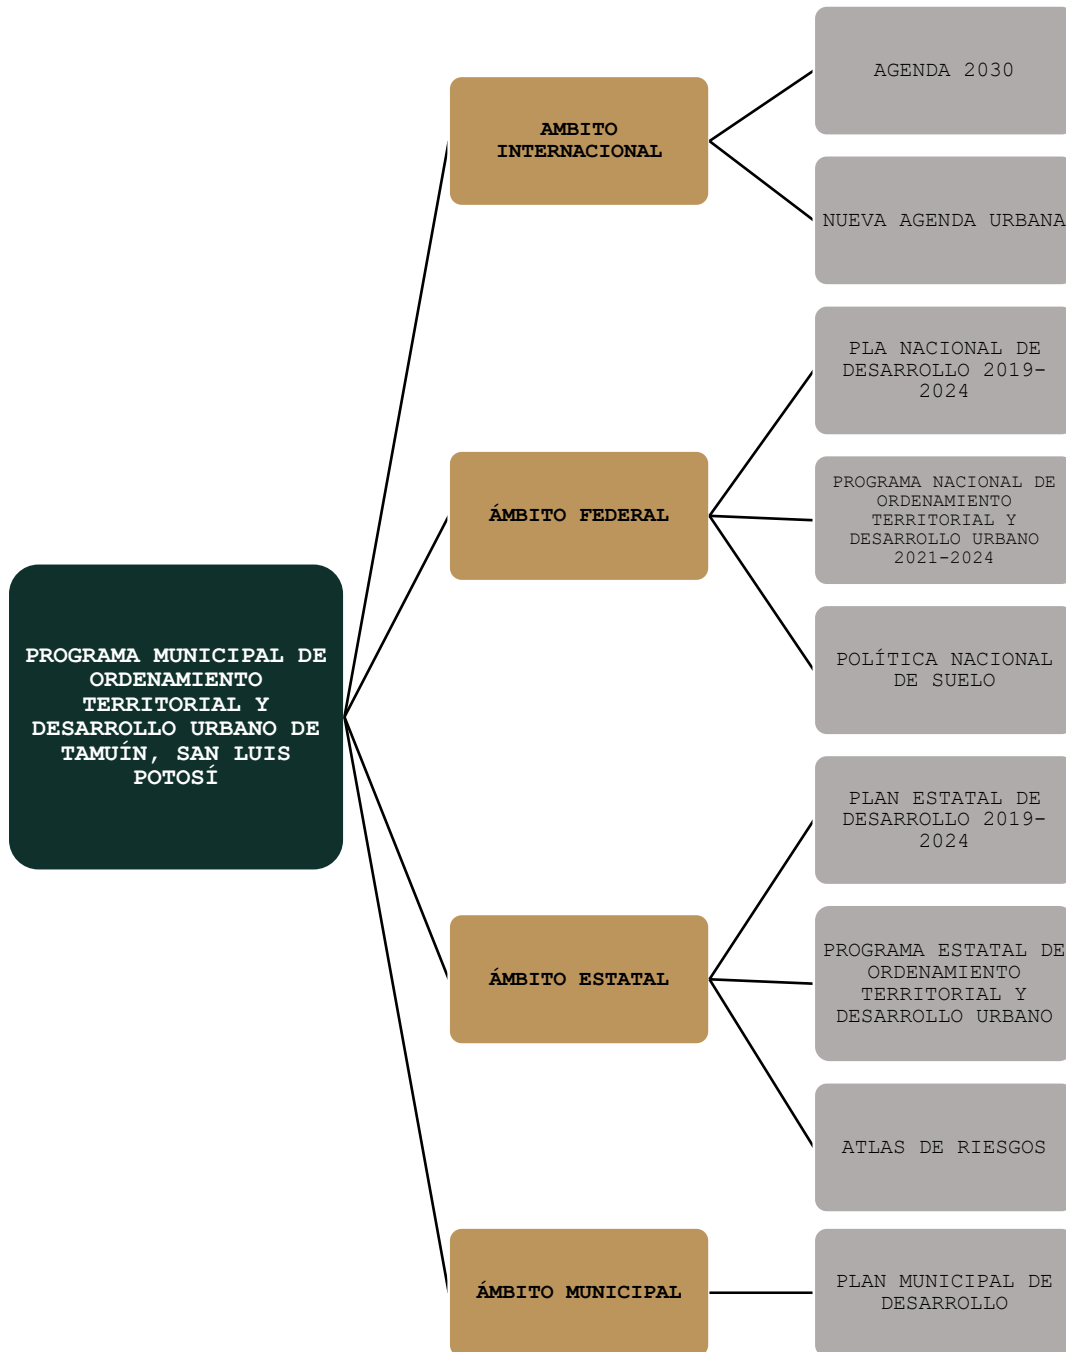 PROGRAMA MUNICIPAL DE
ORDENAMIENTO
TERRITORIAL Y
DESARROLLO URBANO DE
TAMUÍN, SAN LUIS
POTOSÍ
AMBITO
INTERNACIONAL
AGENDA 2030
NUEVA AGENDA URBANA
ÁMBITO FEDERAL
PLA NACIONAL DE
DESARROLLO 2019-
2024
PROGRAMA NACIONAL DE
ORDENAMIENTO
TERRITORIAL Y
DESARROLLO URBANO
2021-2024
POLÍTICA NACIONAL
DE SUELO
ÁMBITO ESTATAL
PLAN ESTATAL DE
DESARROLLO 2019-
2024
PROGRAMA ESTATAL DE
ORDENAMIENTO
TERRITORIAL Y
DESARROLLO URBANO
ATLAS DE RIESGOS
ÁMBITO MUNICIPAL
PLAN MUNICIPAL DE
DESARROLLO